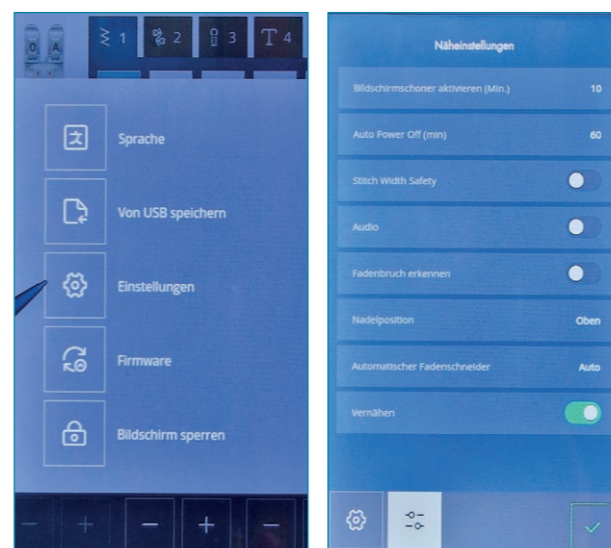 0 A
1
2
3
T 4
Sprache
Von USB speichern
Einstellungen
Firmware
Bildschirm sperren
- + - + -
Näheinstellungen
Bildschirmschoner aktivieren (Min.) 10
Auto Power Off (min) 60
Stitch Width Safety
Audio
Fadenbruch erkennen
Nadelposition Oben
Automatischer Fadenschneider Auto
Vernähen